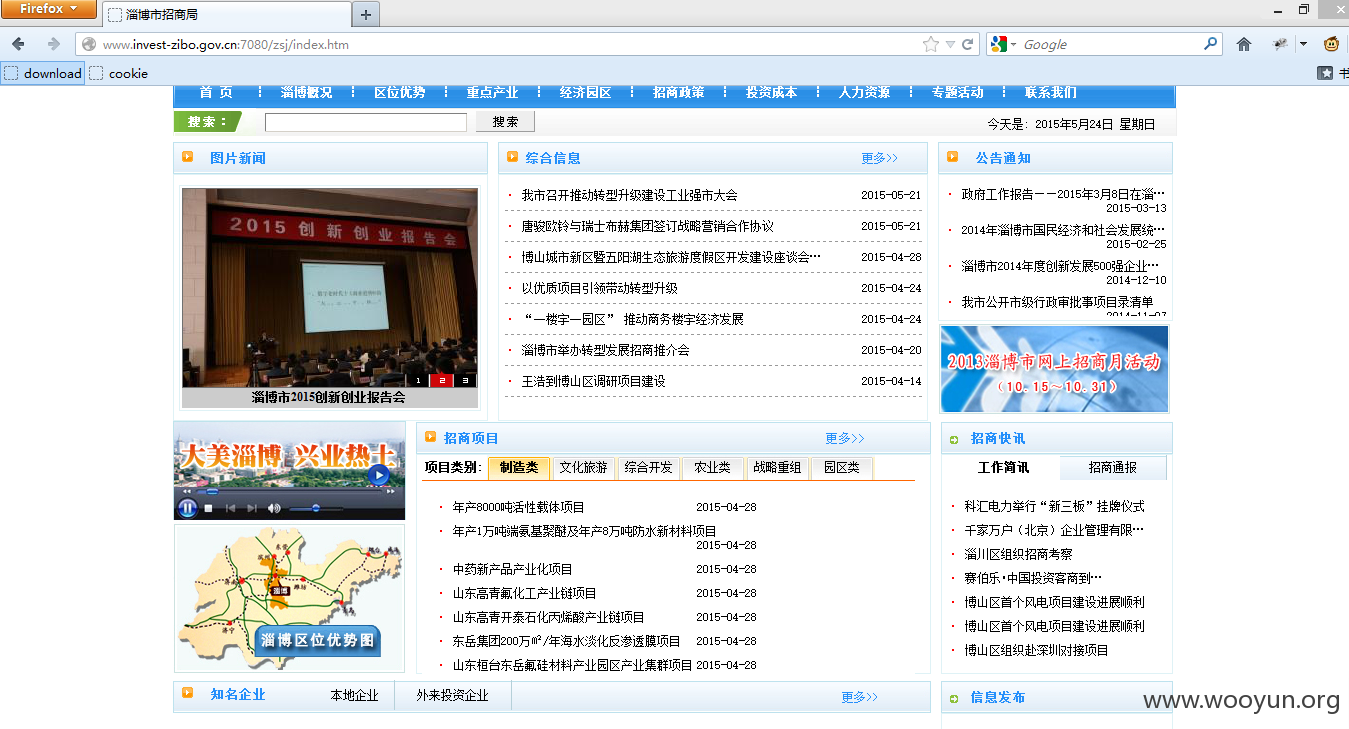 Firefox
淄博市招商局
www.invest-zibo.gov.cn:7080/zsj/index.htm
Google
download
cookie
首 页
淄博概况
区位优势
重点产业
经济园区
招商政策
投资成本
人力资源
专题活动
联系我们
搜索：
搜索
今天是：2015年5月24日 星期日
图片新闻
2015 创新创业报告会
1 2 3
淄博市2015创新创业报告会
综合信息
更多>>
我市召开推动转型升级建设工业强市大会 2015-05-21
唐骏欧铃与瑞士布赫集团签订战略营销合作协议 2015-05-21
博山城市新区暨五阳湖生态旅游度假区开发建设座谈会… 2015-04-28
以优质项目引领带动转型升级 2015-04-24
“一楼宇一园区” 推动商务楼宇经济发展 2015-04-24
淄博市举办转型发展招商推介会 2015-04-20
王洁到博山区调研项目建设 2015-04-14
公告通知
政府工作报告－－2015年3月8日在淄…
2015-03-13
2014年淄博市国民经济和社会发展统…
2015-02-25
淄博市2014年度创新发展500强企业…
2014-12-10
我市公开市级行政审批事项目录清单
2014-11-07
2013淄博市网上招商月活动
(10.15~10.31)
大美淄博 兴业热土
淄博
淄博区位优势图
招商项目
更多>>
项目类别:
制造类
文化旅游
综合开发
农业类
战略重组
园区类
年产8000吨活性载体项目 2015-04-28
年产1万吨端氨基聚醚及年产8万吨防水新材料项目
2015-04-28
中药新产品产业化项目 2015-04-28
山东高青氟化工产业链项目 2015-04-28
山东高青开泰石化丙烯酸产业链项目 2015-04-28
东岳集团200万㎡/年海水淡化反渗透膜项目 2015-04-28
山东桓台东岳氟硅材料产业园区产业集群项目 2015-04-28
招商快讯
工作简讯
招商通报
科汇电力举行“新三板”挂牌仪式
千家万户（北京）企业管理有限…
淄川区组织招商考察
赛伯乐·中国投资客商到…
博山区首个风电项目建设进展顺利
博山区首个风电项目建设进展顺利
博山区组织赴深圳对接项目
知名企业
本地企业
外来投资企业
更多>>
信息发布
www.wooyun.org